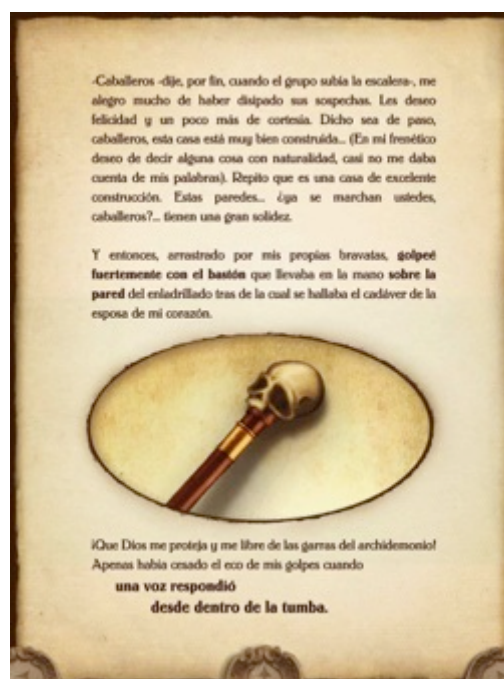 -Caballeros -dije, por fin, cuando el grupo subía la escalera-, me
alegro mucho de haber disipado sus sospechas. Les deseo
felicidad y un poco más de cortesía. Dicho sea de paso,
caballeros, esta casa está muy bien construida... (En mi frenético
deseo de decir alguna cosa con naturalidad, casi no me daba
cuenta de mis palabras). Repito que es una casa de excelente
construcción. Estas paredes... ¿ya se marchan ustedes,
caballeros?... tienen una gran solidez.
Y entonces, arrastrado por mis propias bravatas, golpeé
fuertemente con el bastón que llevaba en la mano sobre la
pared del enladrillado tras de la cual se hallaba el cadáver de la
esposa de mi corazón.
¡Que Dios me proteja y me libre de las garras del archidemonio!
Apenas había cesado el eco de mis golpes cuando
una voz respondió
desde dentro de la tumba.